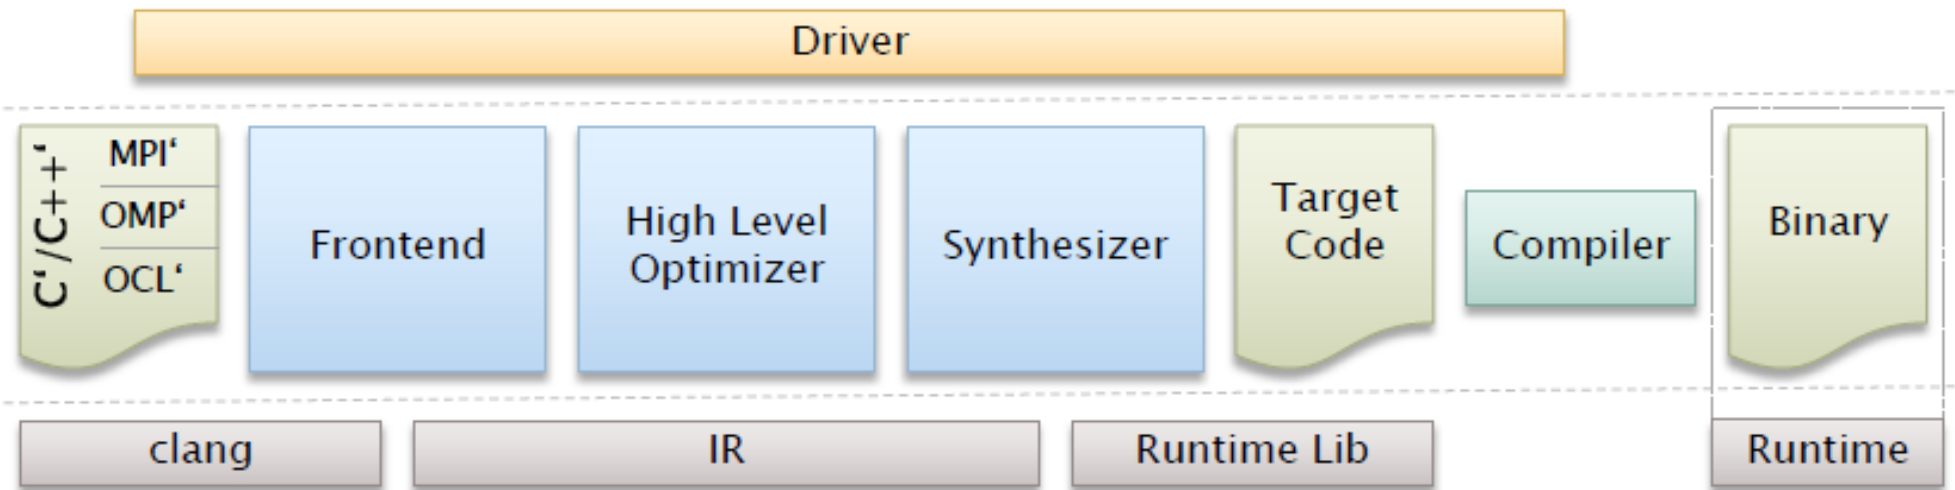 Driver
C‘/C++‘
MPI‘
OMP‘
OCL‘
Frontend
High Level
Optimizer
Synthesizer
Target
Code
Compiler
Binary
clang
IR
Runtime Lib
Runtime